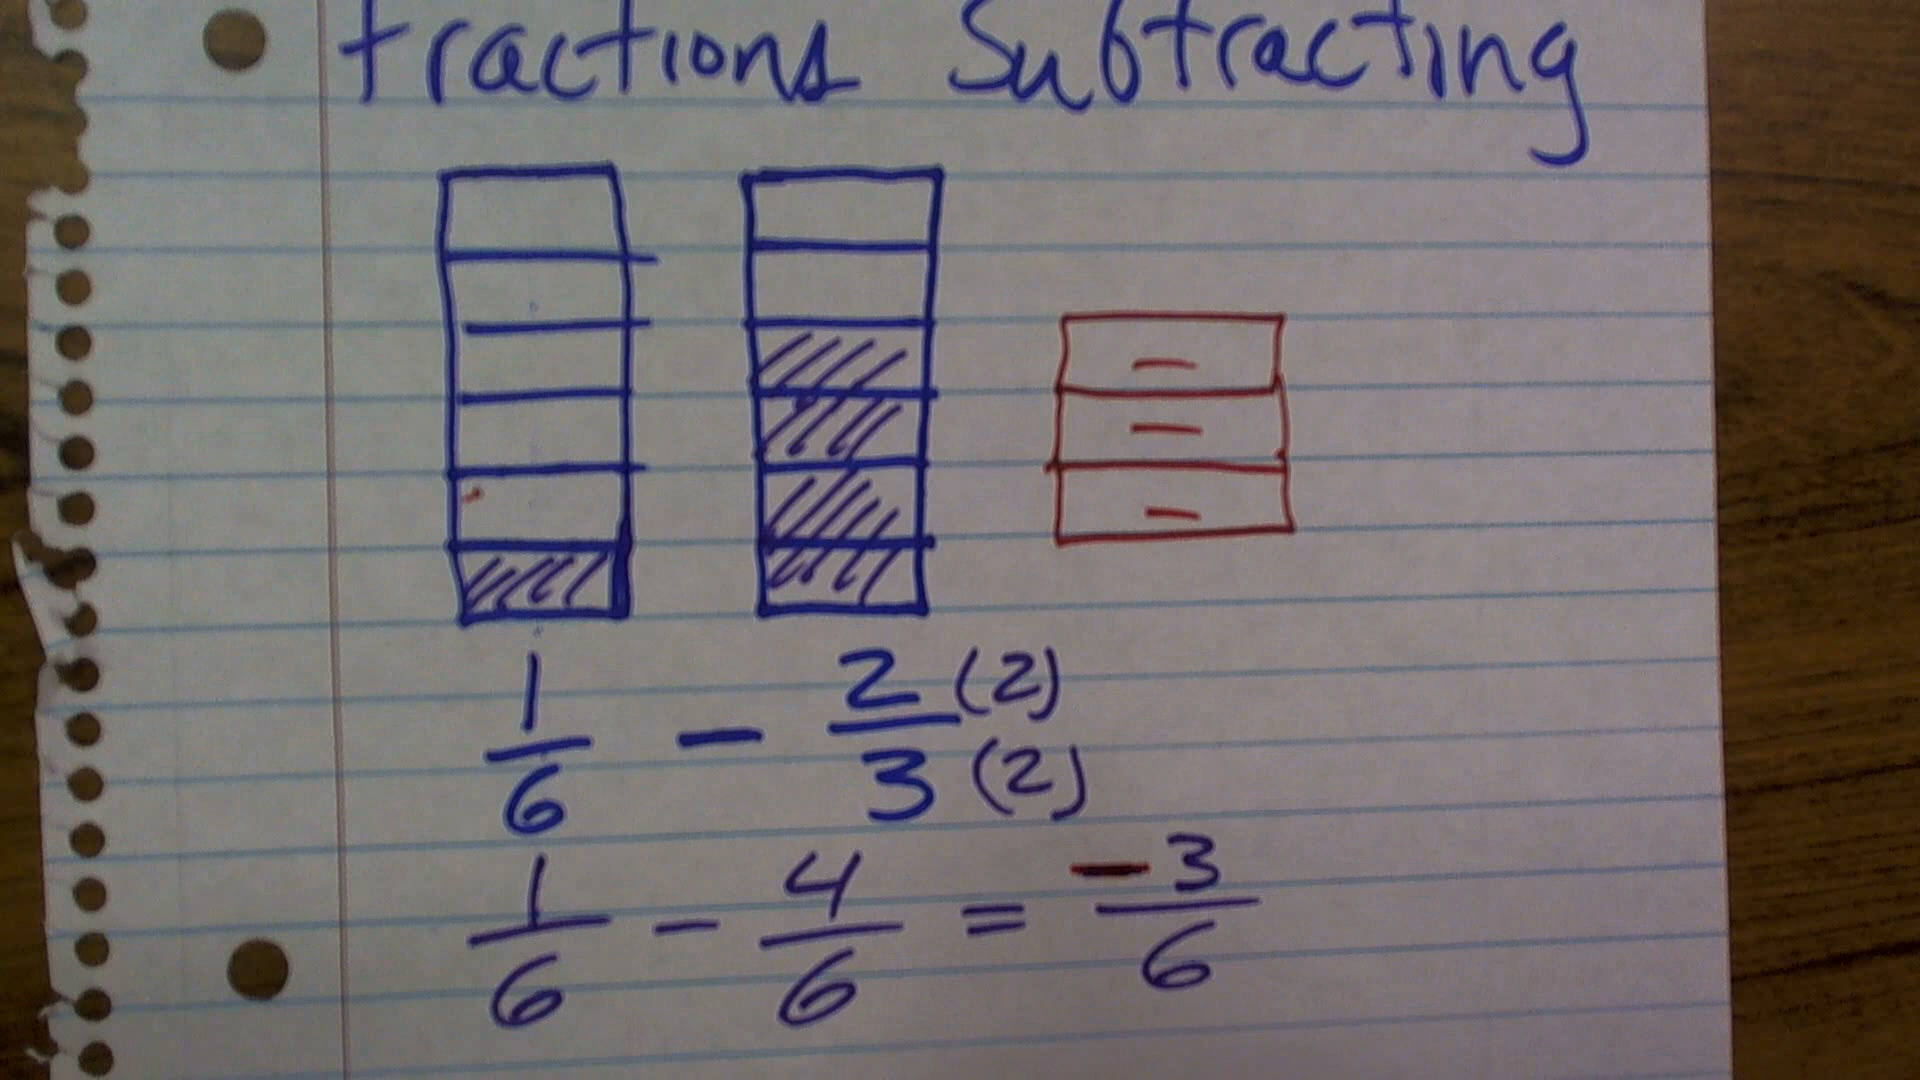 fractions Subtracting
- 
- 
- 
1/6 - 2(2)/3(2)
1/6 - 4/6 = -3/6